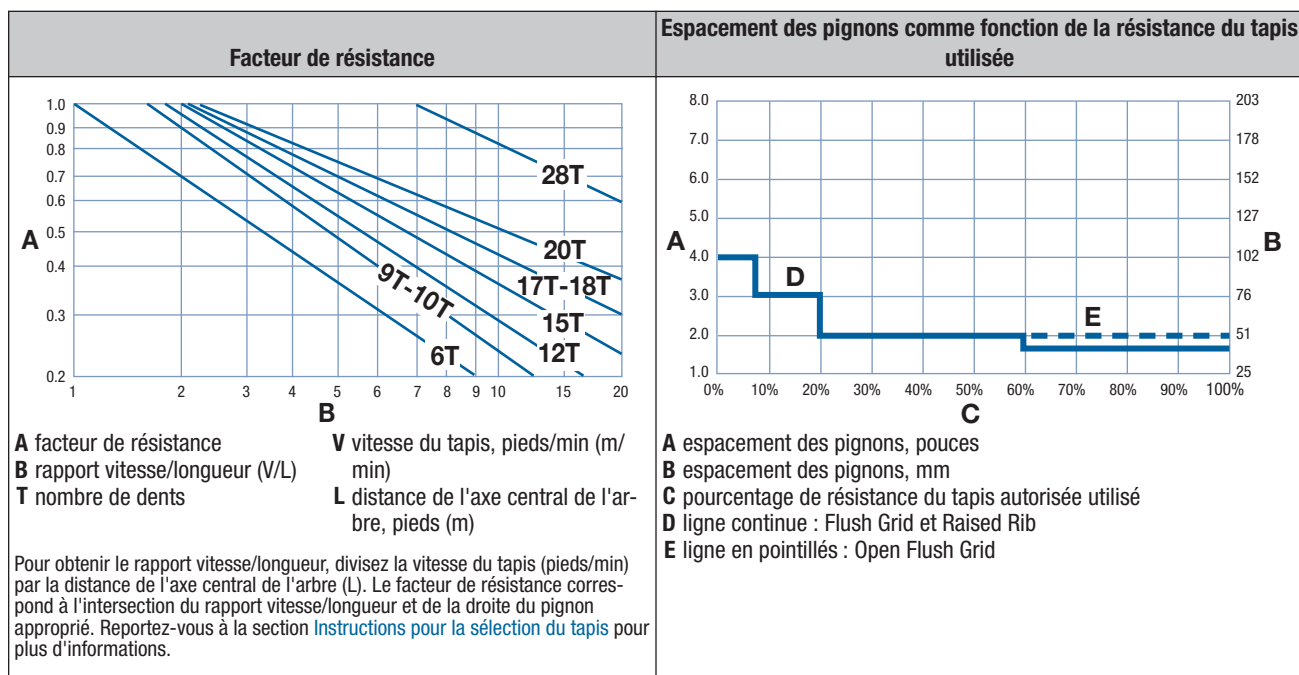 Facteur de résistance
Espacement des pignons comme fonction de la résistance du tapis
utilisée
1.0
0.9
0.8
0.7
0.6
0.5
0.4
0.3
0.2
A
1 2 3 4 5 6 7 8 9 10 15 20
B
28T
20T
17T-18T
15T
12T
9T-10T
6T
A facteur de résistance
B rapport vitesse/longueur (V/L)
T nombre de dents
V vitesse du tapis, pieds/min (m/
min)
L distance de l'axe central de l'ar-
bre, pieds (m)
Pour obtenir le rapport vitesse/longueur, divisez la vitesse du tapis (pieds/min)
par la distance de l'axe central de l'arbre (L). Le facteur de résistance corres-
pond à l'intersection du rapport vitesse/longueur et de la droite du pignon
approprié. Reportez-vous à la section Instructions pour la sélection du tapis pour
plus d'informations.
8.0
7.0
6.0
5.0
4.0
3.0
2.0
1.0
A
D
E
203
178
152
127
102
76
51
25
B
0% 10% 20% 30% 40% 50% 60% 70% 80% 90% 100%
C
A espacement des pignons, pouces
B espacement des pignons, mm
C pourcentage de résistance du tapis autorisée utilisé
D ligne continue : Flush Grid et Raised Rib
E ligne en pointillés : Open Flush Grid